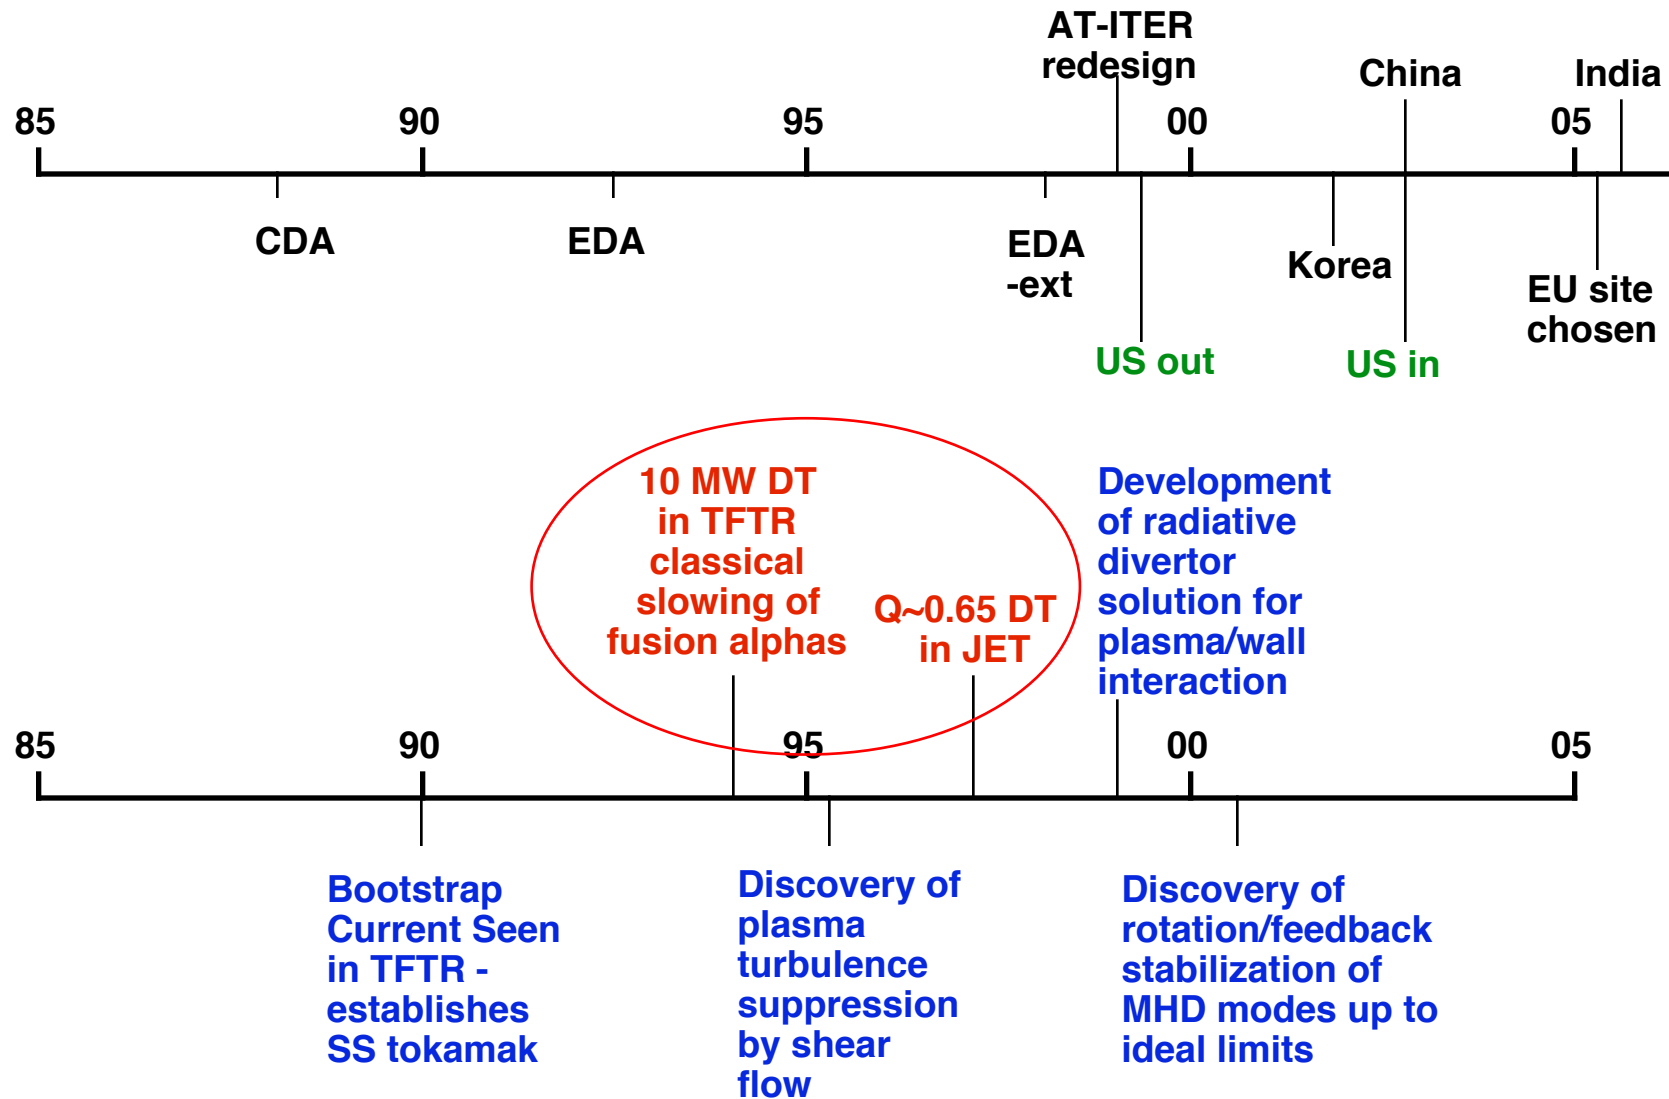 AT-ITER
redesign
China
India
85
90
95
00
05
CDA
EDA
EDA
-ext
Korea
EU site
chosen
US out
US in
10 MW DT
in TFTR
classical
slowing of
fusion alphas
Q~0.65 DT
in JET
Development
of radiative
divertor
solution for
plasma/wall
interaction
85
90
95
00
05
Bootstrap
Current Seen
in TFTR -
establishes
SS tokamak
Discovery of
plasma
turbulence
suppression
by shear
flow
Discovery of
rotation/feedback
stabilization of
MHD modes up to
ideal limits